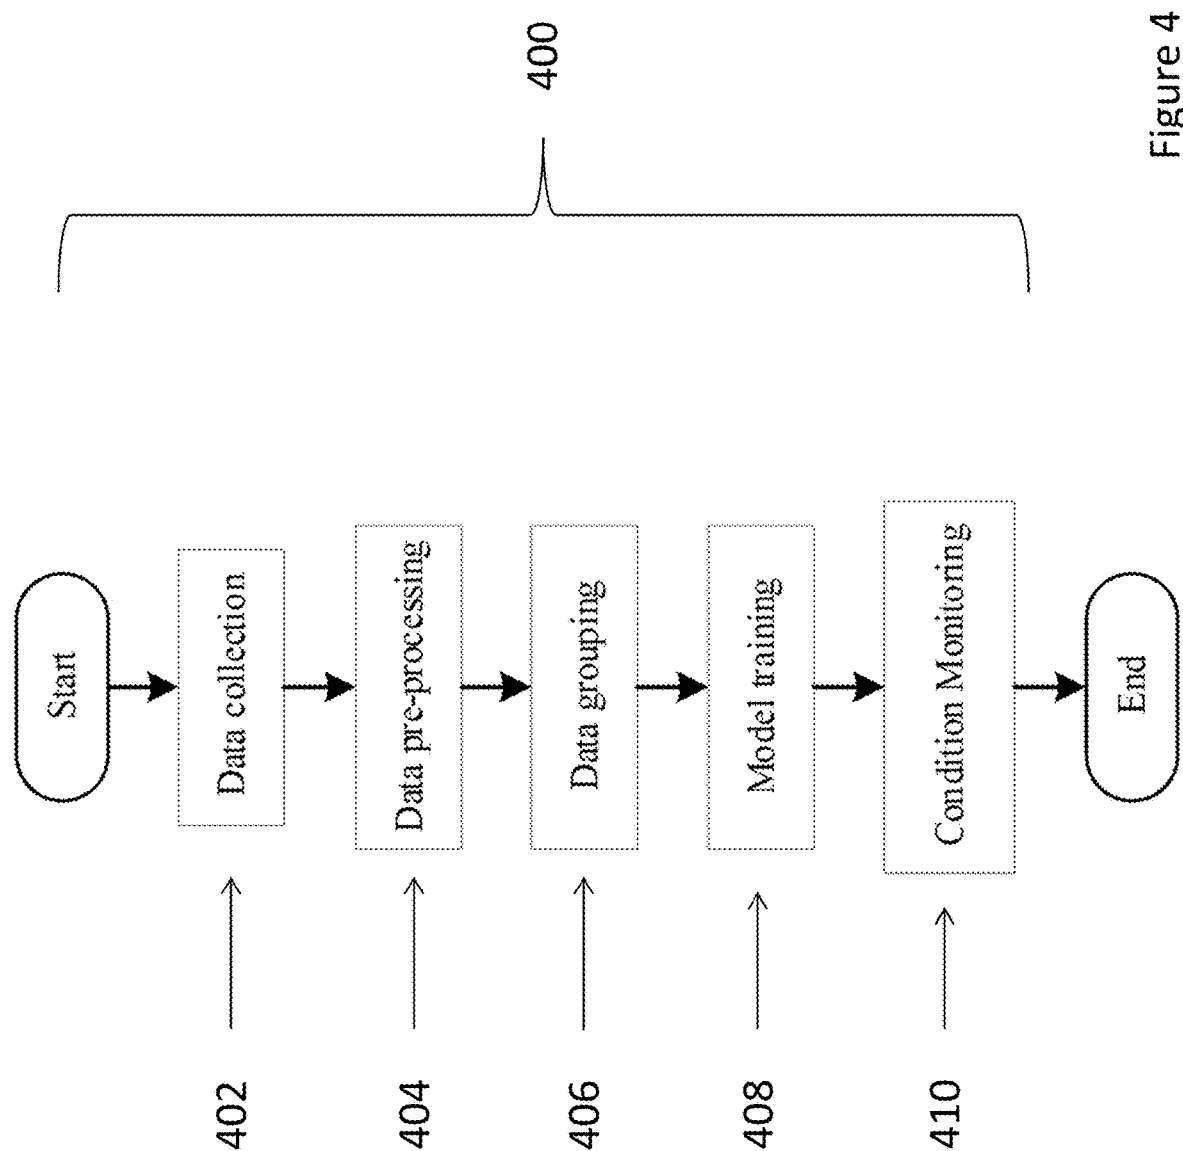 400
Start
Data collection
Data pre-processing
Data grouping
Model training
Condition Monitoring
End
402
404
406
408
410
Figure 4